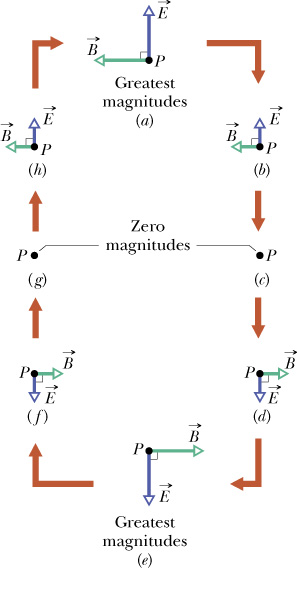 E
B
P
Greatest
magnitudes
(a)
E
B
P
(h)
E
B
P
(b)
Zero
magnitudes
P
(g)
P
(c)
P
B
E
(f)
P
B
E
(d)
P
B
E
Greatest
magnitudes
(e)